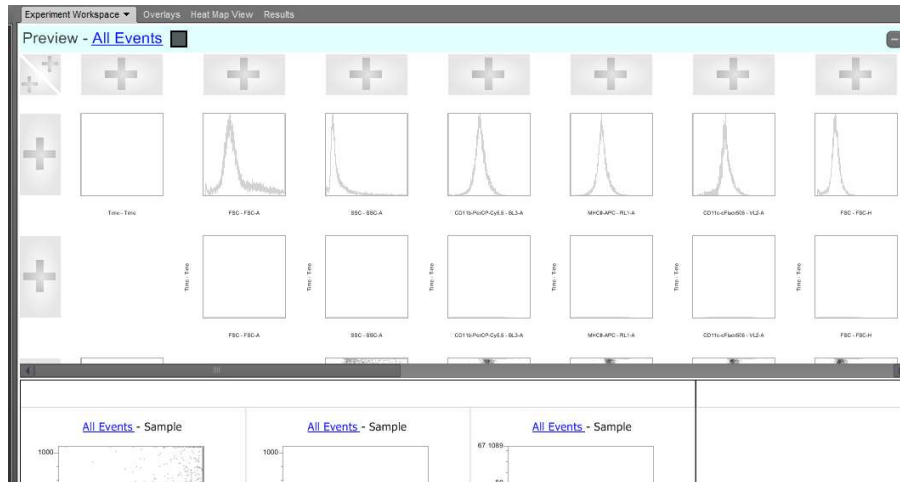 Experiment Workspace ▼ Overlays Heat Map View Results
Preview - All Events
Time - Time FSC - FSC-A SSC - SSC-A CD11b-PerCP-Cy5.5 - BL3-A MHCII-APC - RL1-A CD11c-eFluor506 - VL2-A FSC - FSC-H
Time - Time Time - Time Time - Time Time - Time Time - Time Time - Time
FSC - FSC-A SSC - SSC-A CD11b-PerCP-Cy5.5 - BL3-A MHCII-APC - RL1-A CD11c-eFluor506 - VL2-A FSC - FSC-H
All Events - Sample All Events - Sample All Events - Sample
1000 1000 67 1089